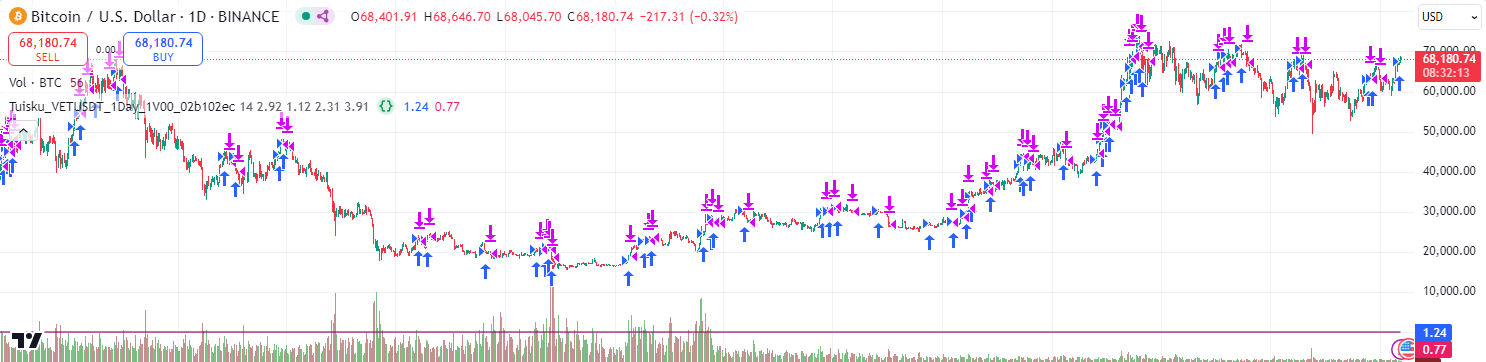 Bitcoin / U.S. Dollar · 1D · BINANCE O68,401.91 H68,646.70 L68,045.70 C68,180.74 −217.31 (−0.32%)
USD
68,180.74
SELL
0.00
68,180.74
BUY
Vol · BTC 56
Tuisku_VETUSDT_1Day_1V00_02b102ec 14 2.92 1.12 2.31 3.91 {} 1.24 0.77
70,000.00
68,180.74
08:32:13
60,000.00
50,000.00
40,000.00
30,000.00
20,000.00
10,000.00
1.24
0.77